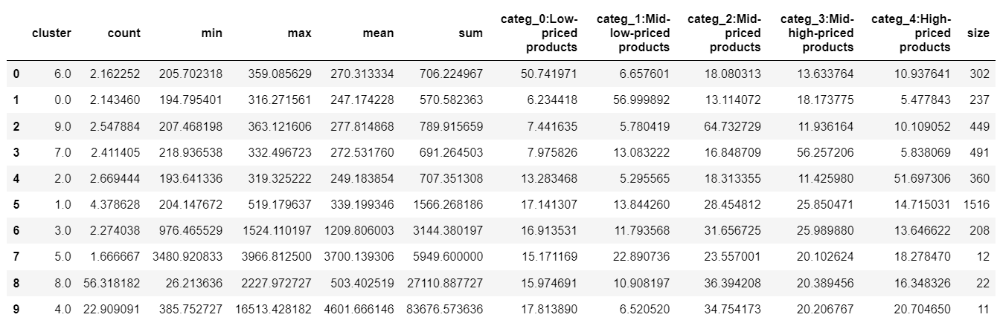 cluster count min max mean sum categ_0:Low-priced products categ_1:Mid-low-priced products categ_2:Mid-priced products categ_3:Mid-high-priced products categ_4:High-priced products size
0 6.0 2.162252 205.702318 359.085629 270.313334 706.224967 50.741971 6.657601 18.080313 13.633764 10.937641 302
1 0.0 2.143460 194.795401 316.271561 247.174228 570.582363 6.234418 56.999892 13.114072 18.173775 5.477843 237
2 9.0 2.547884 207.468198 363.121606 277.814868 789.915659 7.441635 5.780419 64.732729 11.936164 10.109052 449
3 7.0 2.411405 218.936538 332.496723 272.531760 691.264503 7.975826 13.083222 16.848709 56.257206 5.838069 491
4 2.0 2.669444 193.641336 319.325222 249.183854 707.351308 13.283468 5.295565 18.313355 11.425980 51.697306 360
5 1.0 4.378628 204.147672 519.179637 339.199346 1566.268186 17.141307 13.844260 28.454812 25.850471 14.715031 1516
6 3.0 2.274038 976.465529 1524.110197 1209.806003 3144.380197 16.913531 11.793568 31.656725 25.989880 13.646622 208
7 5.0 1.666667 3480.920833 3966.812500 3700.139306 5949.600000 15.171169 22.890736 23.557001 20.102624 18.278470 12
8 8.0 56.318182 26.213636 2227.972727 503.402519 27110.887727 15.974691 10.908197 36.394208 20.389456 16.348326 22
9 4.0 22.909091 385.752727 16513.428182 4601.666146 83676.573636 17.813890 6.520520 34.754173 20.206767 20.704650 11